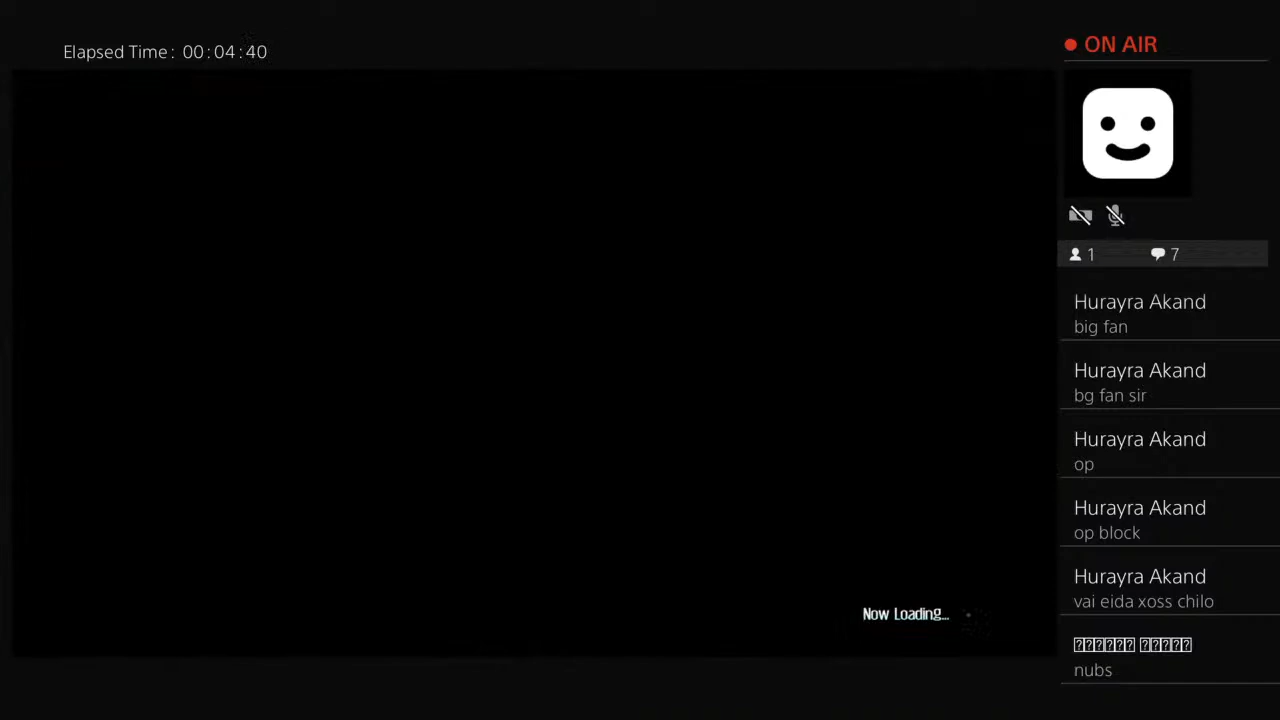 Elapsed Time: 00:04:40
ON AIR
1 7
Hurayra Akand
big fan
Hurayra Akand
bg fan sir
Hurayra Akand
op
Hurayra Akand
op block
Hurayra Akand
vai eida xoss chilo
nubs
Now Loading...